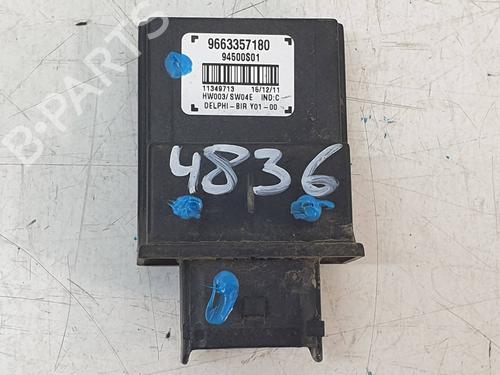 9663357180
94500S01
11349713 16/12/11
HW003/SW04E IND:C
DELPHI-BIR Y01-00
4836
B-Parts